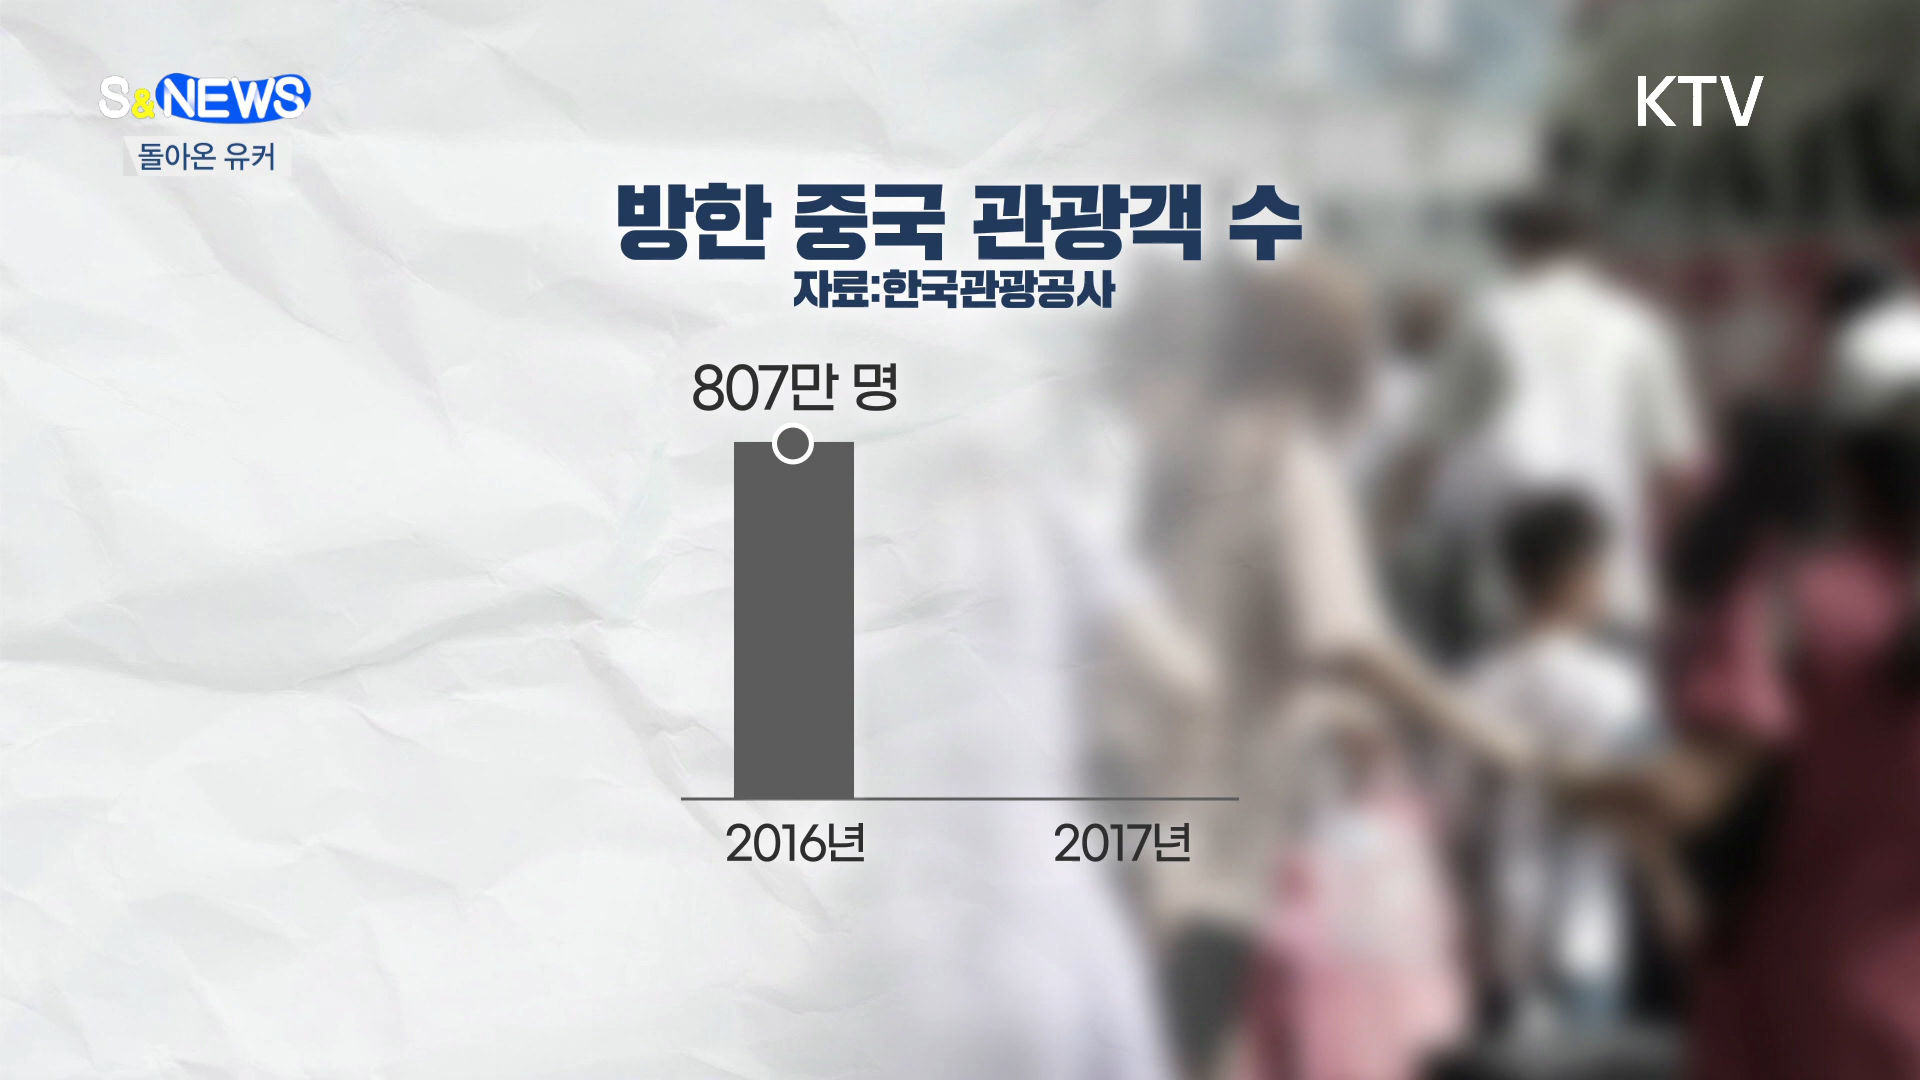 S&NEWS
KTV
돌아온 유커
방한 중국 관광객 수
자료:한국관광공사
807만 명
2016년 2017년